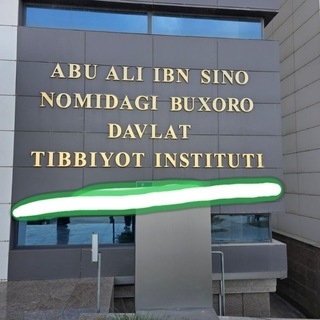 ABU ALI IBN SINO
NOMIDAGI BUXORO
DAVLAT
TIBBIYOT INSTITUTI